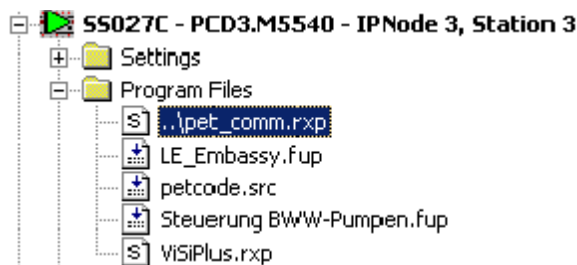 SS027C - PCD3.M5540 - IPNode 3, Station 3
Settings
Program Files
S ..\pet_comm.rxp
LE_Embassy.fup
petcode.src
Steuerung BWW-Pumpen.fup
S ViSiPlus.rxp